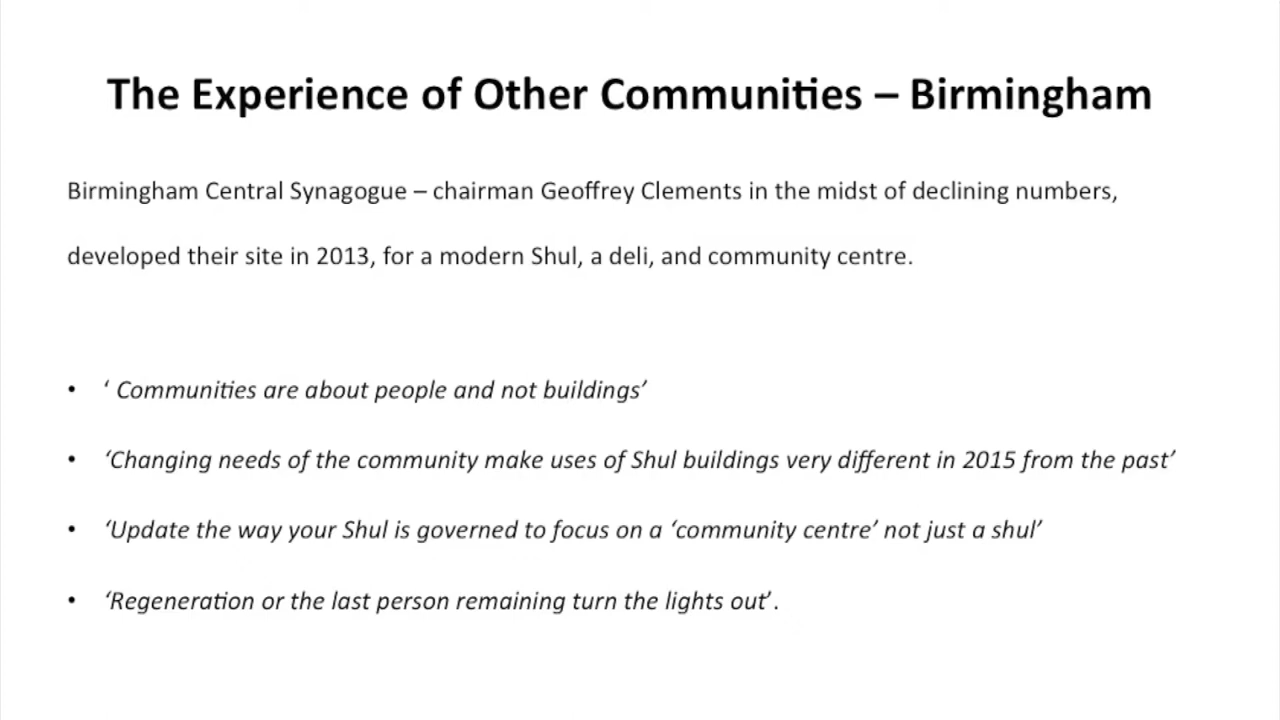 The Experience of Other Communities – Birmingham
Birmingham Central Synagogue – chairman Geoffrey Clements in the midst of declining numbers,
developed their site in 2013, for a modern Shul, a deli, and community centre.
• ‘ Communities are about people and not buildings’
• ‘Changing needs of the community make uses of Shul buildings very different in 2015 from the past’
• ‘Update the way your Shul is governed to focus on a ‘community centre’ not just a shul’
• ‘Regeneration or the last person remaining turn the lights out’.